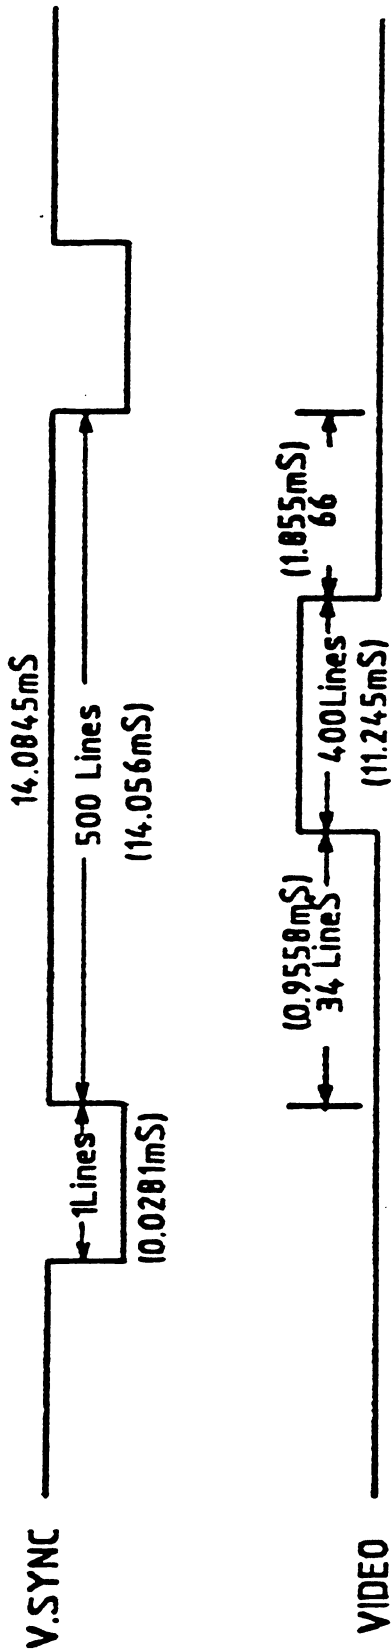 V.SYNC
14.0845mS
1Lines
500 Lines
(0.0281mS)
(14.056mS)
VIDEO
(0.9558mS)
34 LineS
400Lines
(11.245mS)
(1.855mS)
66